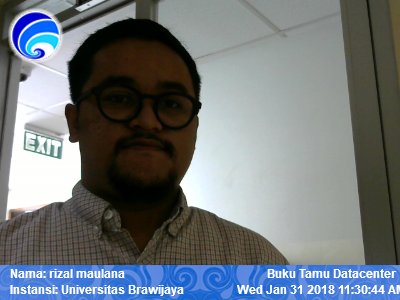 EXIT
Nama: rizal maulana
Buku Tamu Datacenter
Instansi: Universitas Brawijaya
Wed Jan 31 2018 11:30:44 AM